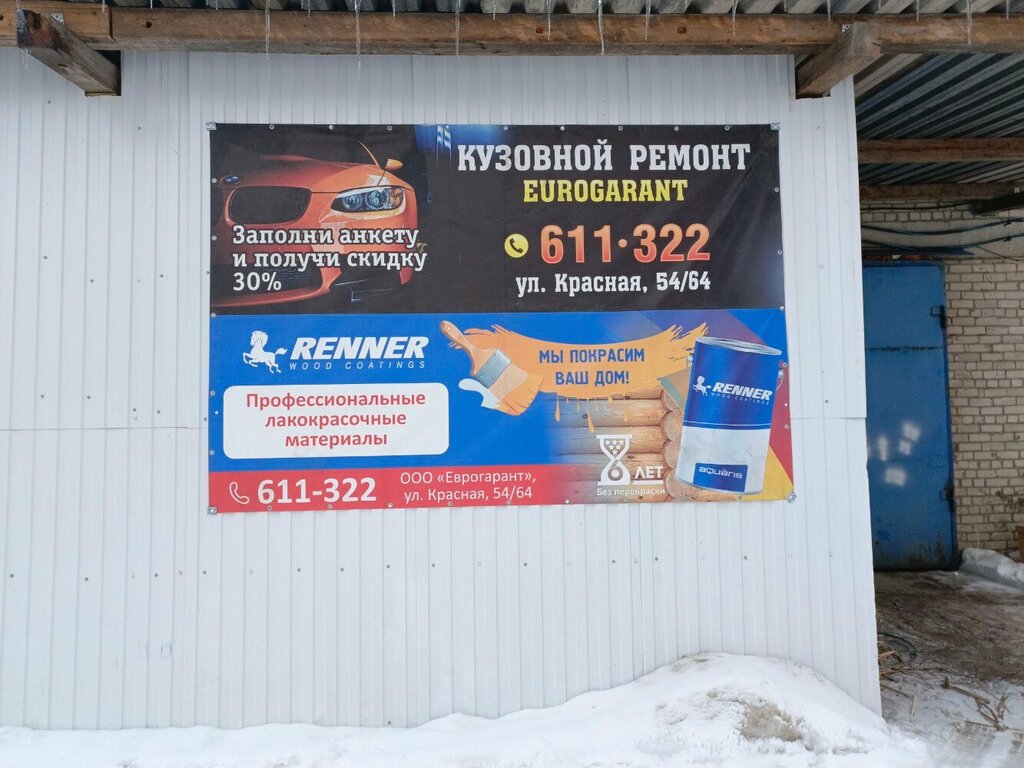 КУЗОВНОЙ РЕМОНТ
EUROGARANT
611·322
ул. Красная, 54/64
Заполни анкету
и получи скидку
30%
RENNER
WOOD COATINGS
Профессиональные
лакокрасочные
материалы
МЫ ПОКРАСИМ
ВАШ ДОМ!
RENNER
WOOD COATINGS
aquaris
6 ЛЕТ
Без перекраски
611-322
ООО «Еврогарант»,
ул. Красная, 54/64